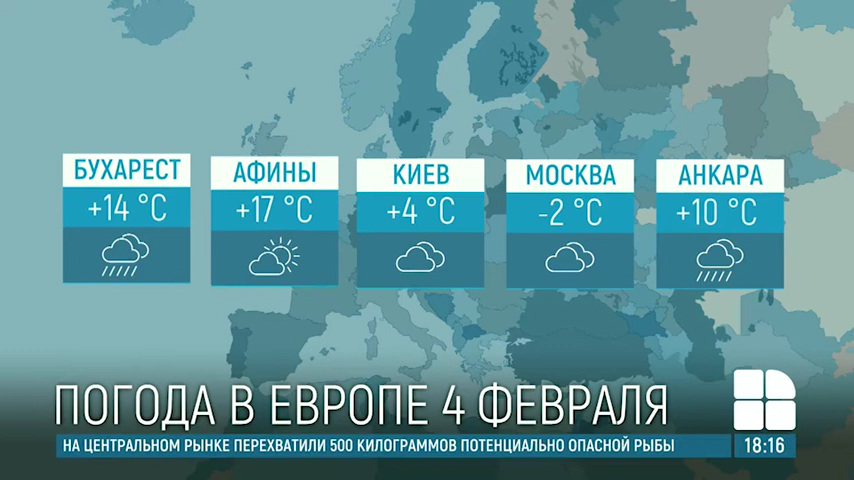 БУХАРЕСТ
+14 °C
АФИНЫ
+17 °C
КИЕВ
+4 °C
МОСКВА
-2 °C
АНКАРА
+10 °C
ПОГОДА В ЕВРОПЕ 4 ФЕВРАЛЯ
НА ЦЕНТРАЛЬНОМ РЫНКЕ ПЕРЕХВАТИЛИ 500 КИЛОГРАММОВ ПОТЕНЦИАЛЬНО ОПАСНОЙ РЫБЫ
18:16